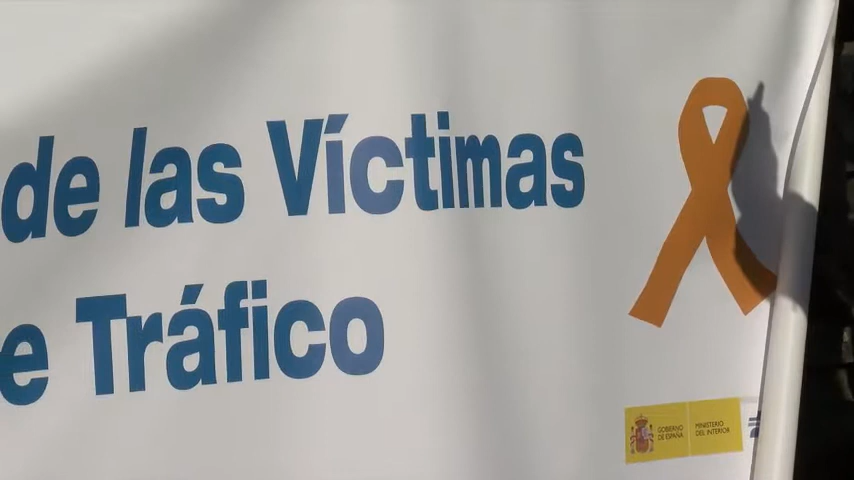 de las Víctimas
e Tráfico
GOBIERNO
DE ESPAÑA
MINISTERIO
DEL INTERIOR